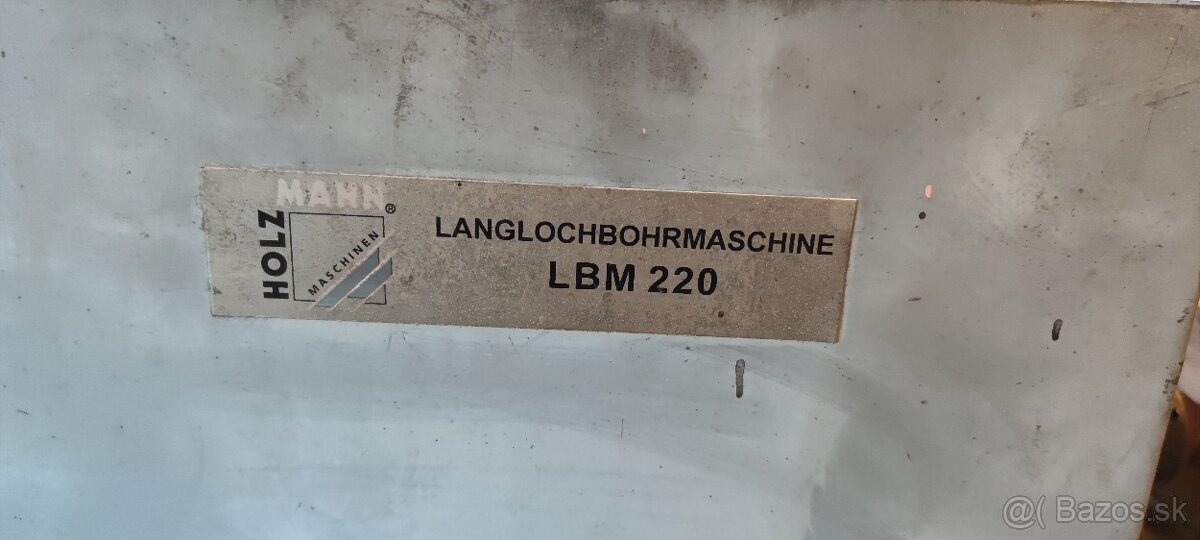 HOLZ
MANN®
MASCHINEN
LANGLOCHBOHRMASCHINE
LBM 220
@( Bazos.sk